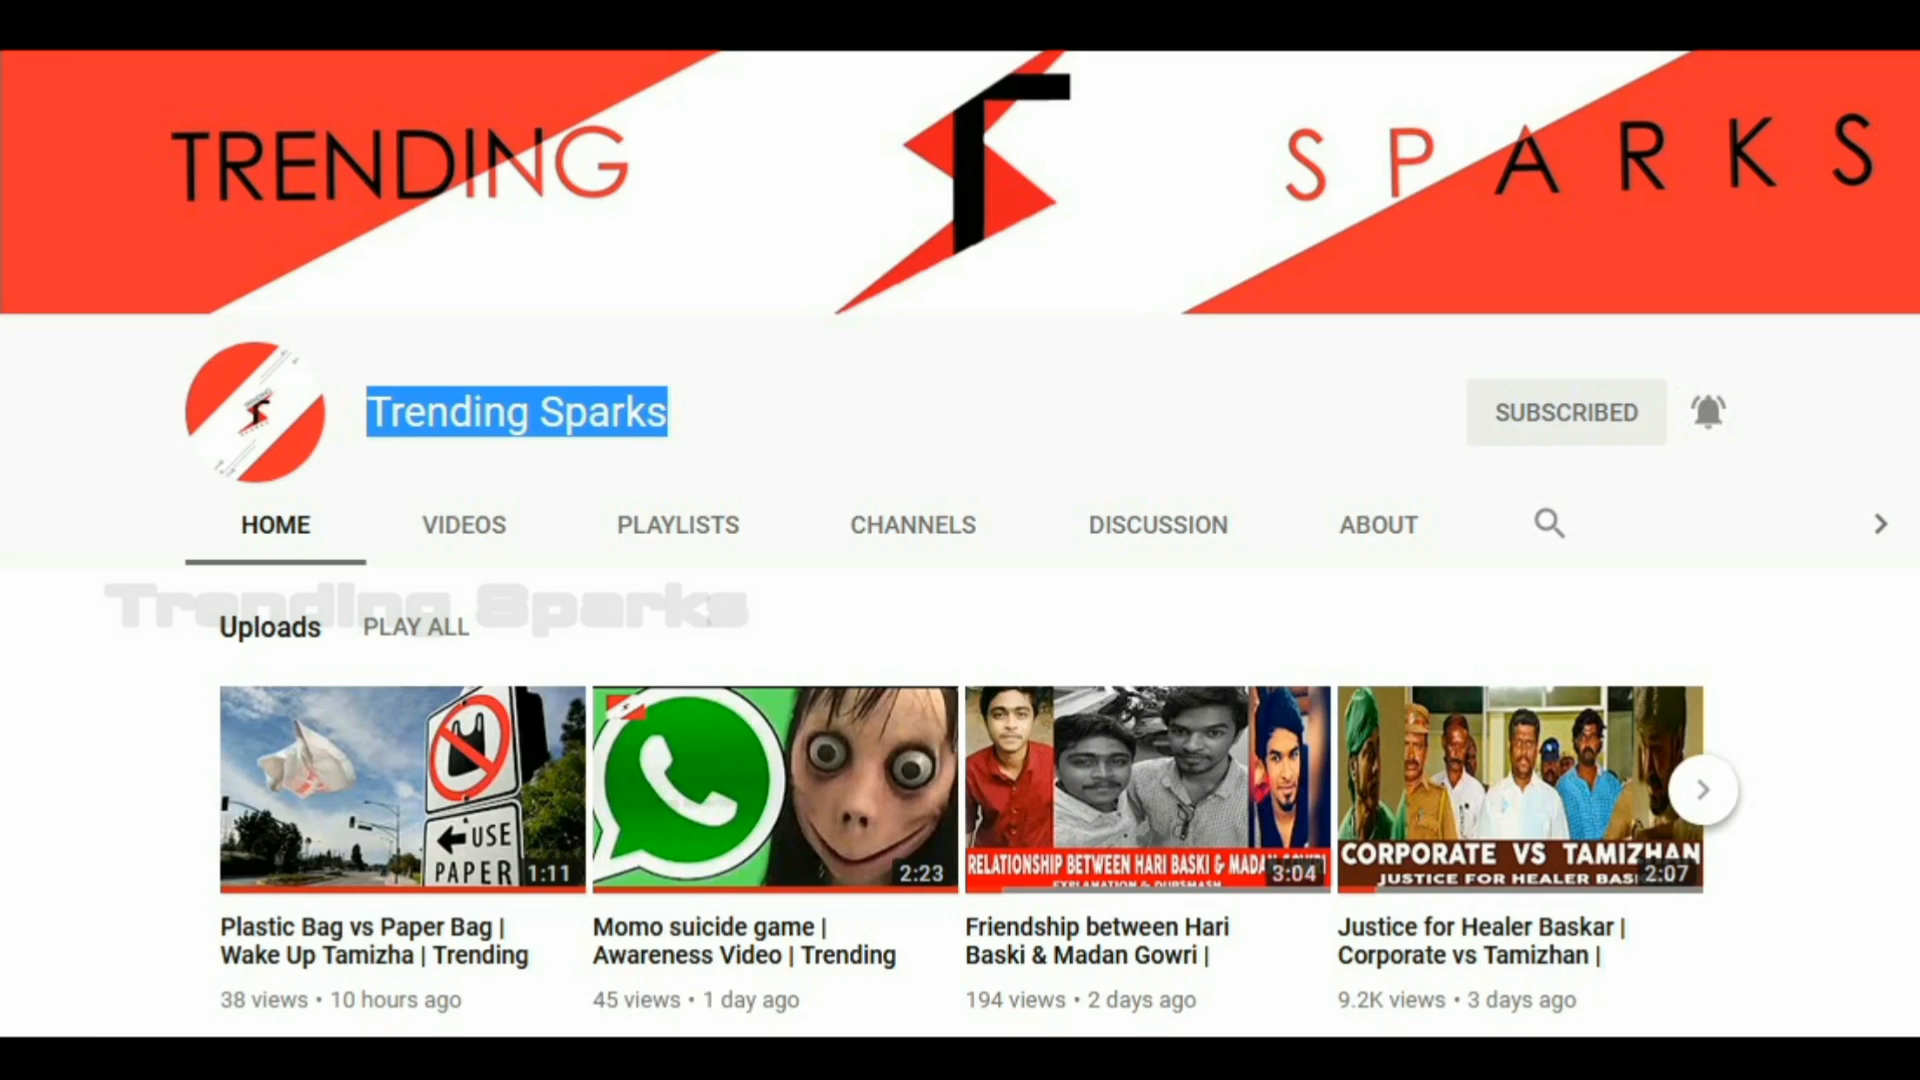 TRENDING
SPARKS
Trending Sparks
SUBSCRIBED
HOME
VIDEOS
PLAYLISTS
CHANNELS
DISCUSSION
ABOUT
Trending Sparks
Uploads
PLAY ALL
USE
PAPER
1:11
2:23
RELATIONSHIP BETWEEN HARI BASKI &
EXPLANATION & DUBSMASH
3:04
CORPORATE VS TAMIZHAN
JUSTICE FOR HEALER
2:07
Plastic Bag vs Paper Bag |
Wake Up Tamizha | Trending
38 views • 10 hours ago
Momo suicide game |
Awareness Video | Trending
45 views • 1 day ago
Friendship between Hari
Baski & Madan Gowri |
194 views • 2 days ago
Justice for Healer Baskar |
Corporate vs Tamizhan |
9.2K views • 3 days ago